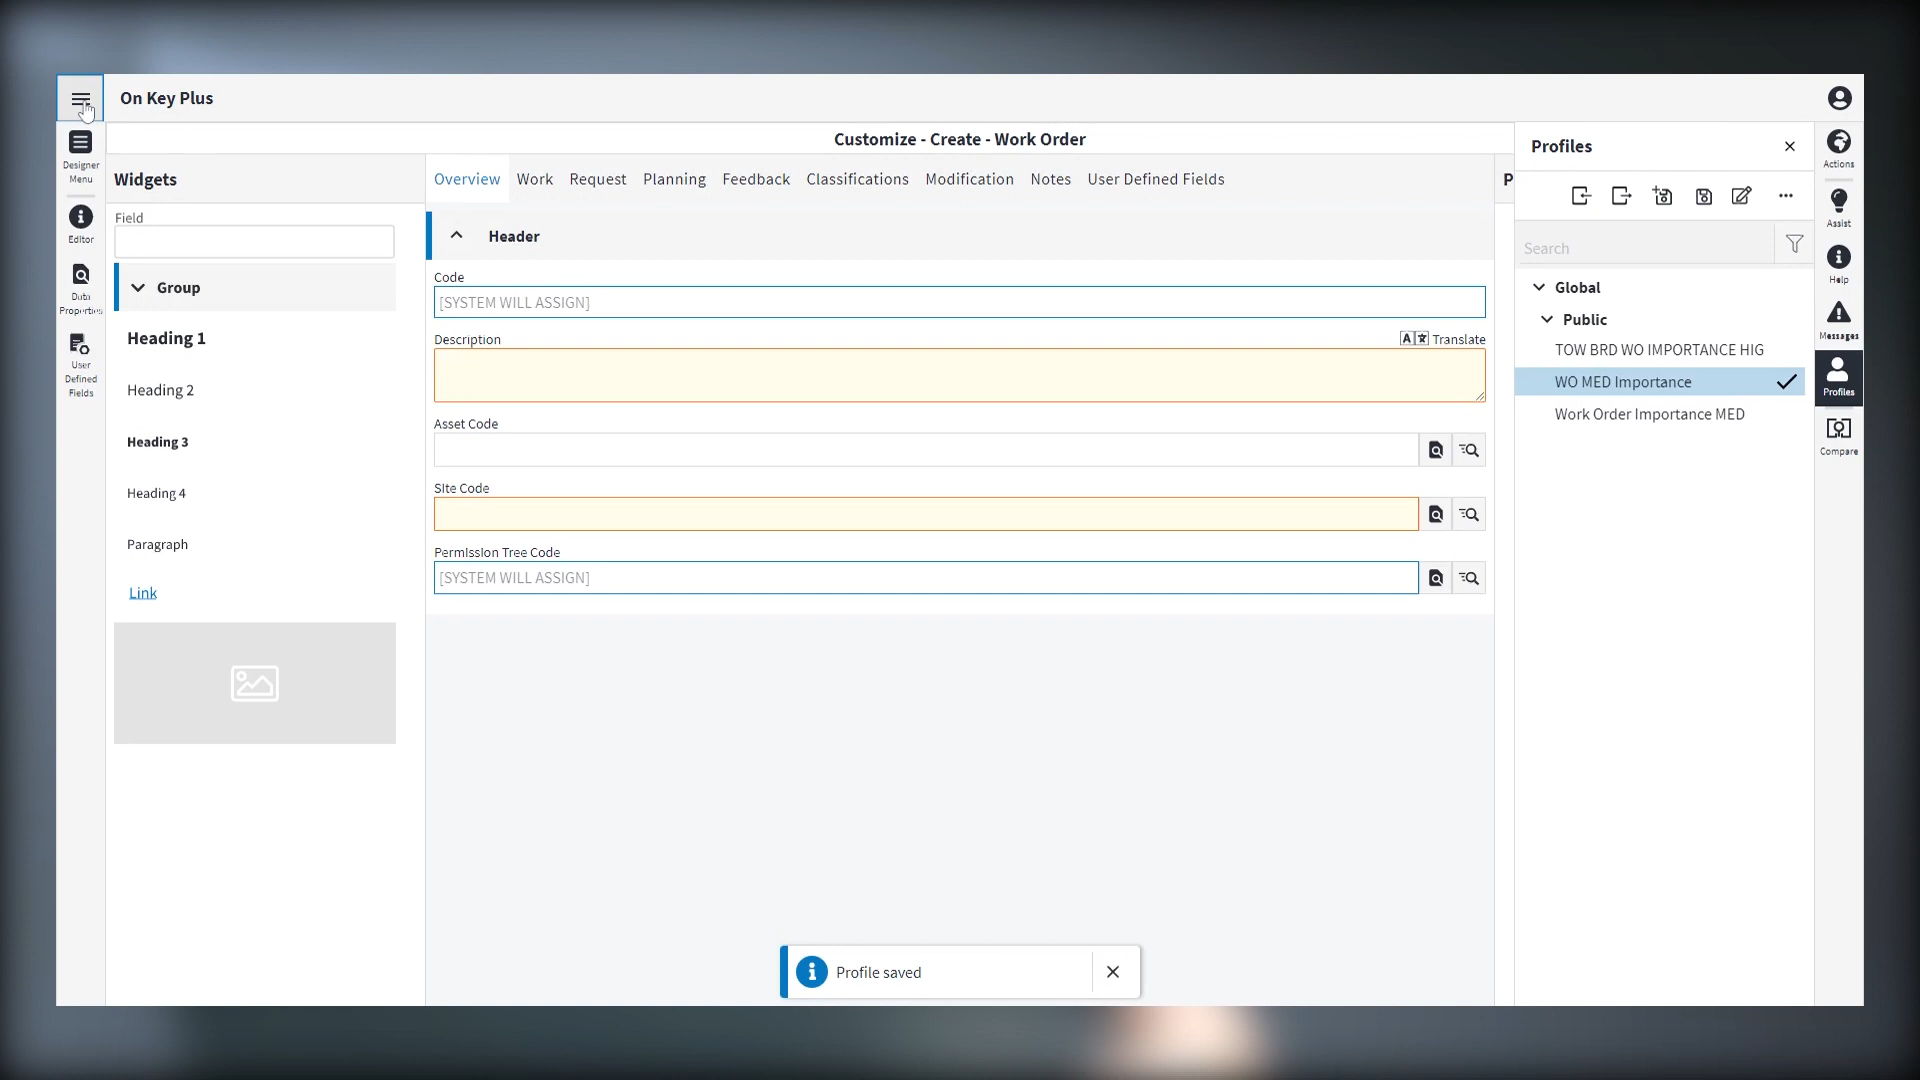 On Key Plus
Customize - Create - Work Order
Designer
Menu
Editor
Data
Properties
User
Defined
Fields
Widgets
Field
Group
Heading 1
Heading 2
Heading 3
Heading 4
Paragraph
Link
Overview Work Request Planning Feedback Classifications Modification Notes User Defined Fields
Header
Code
[SYSTEM WILL ASSIGN]
Description
Translate
Asset Code
Site Code
Permission Tree Code
[SYSTEM WILL ASSIGN]
P
Profile saved
Profiles
Search
Global
Public
TOW BRD WO IMPORTANCE HIG
WO MED Importance
Work Order Importance MED
Actions
Assist
Help
Messages
Profiles
Compare